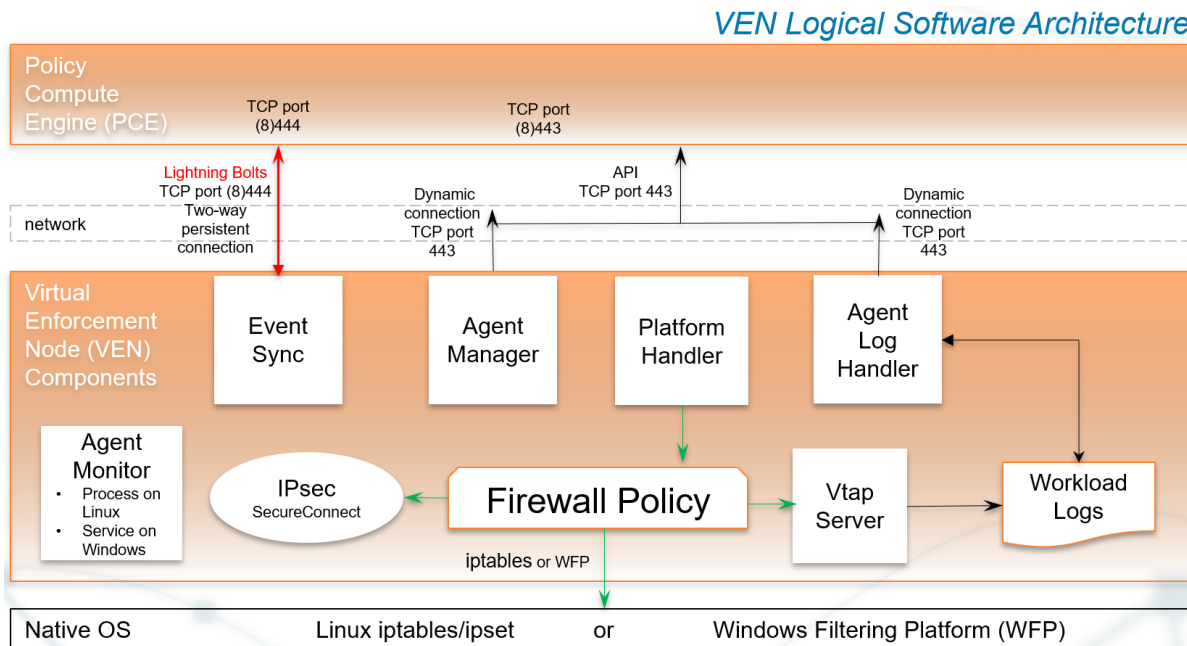 VEN Logical Software Architecture
Policy
Compute
Engine (PCE)
TCP port
(8)444
TCP port
(8)443
Lightning Bolts
TCP port (8)444
Two-way
persistent
connection
API
TCP port 443
Dynamic
connection
TCP port
443
Dynamic
connection
TCP port
443
network
Virtual
Enforcement
Node (VEN)
Components
Event
Sync
Agent
Manager
Platform
Handler
Agent
Log
Handler
Agent
Monitor
• Process on
Linux
• Service on
Windows
IPsec
SecureConnect
Firewall Policy
Vtap
Server
Workload
Logs
iptables or WFP
Native OS
Linux iptables/ipset
or
Windows Filtering Platform (WFP)